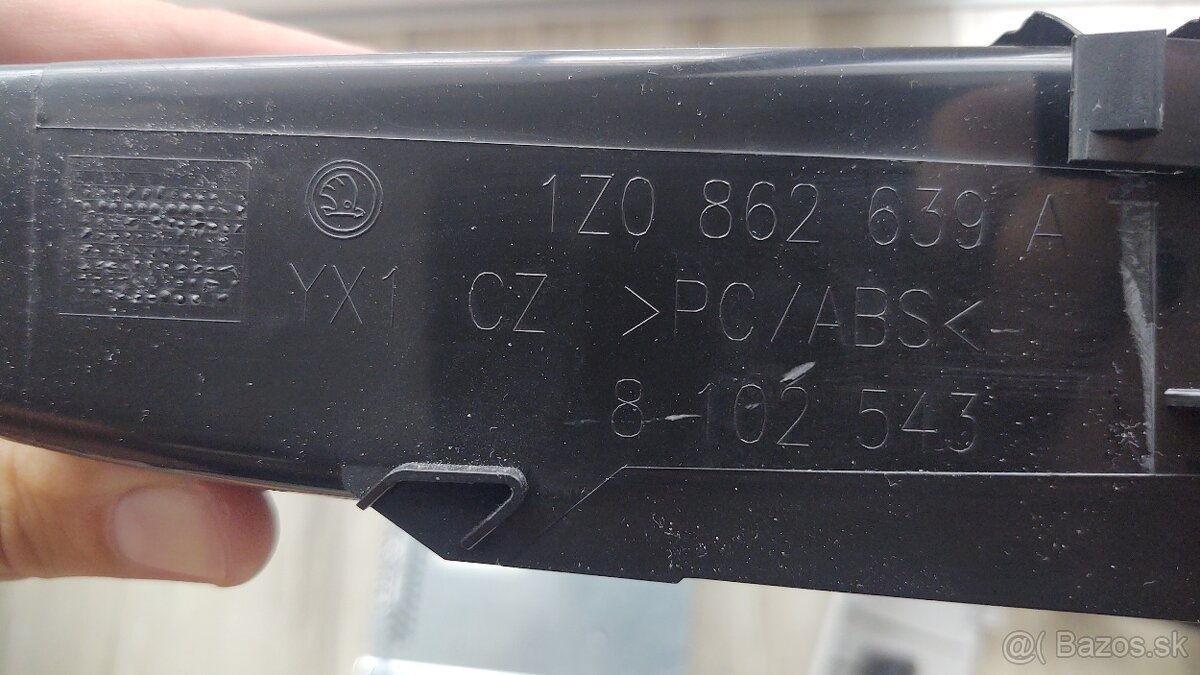 1Z0 862 639 A
YX1 CZ >PC/ABS<
8 102 543
@( Bazos.sk